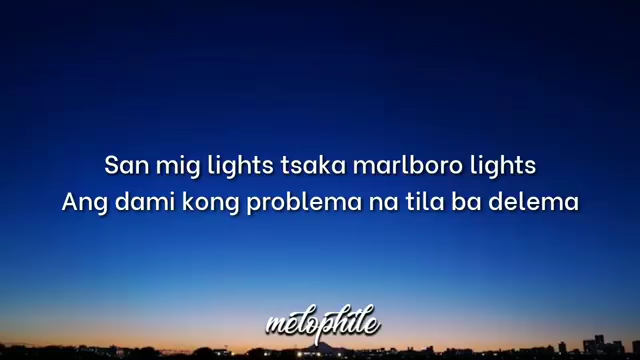 San mig lights tsaka marlboro lights
Ang dami kong problema na tila ba delema
melophile